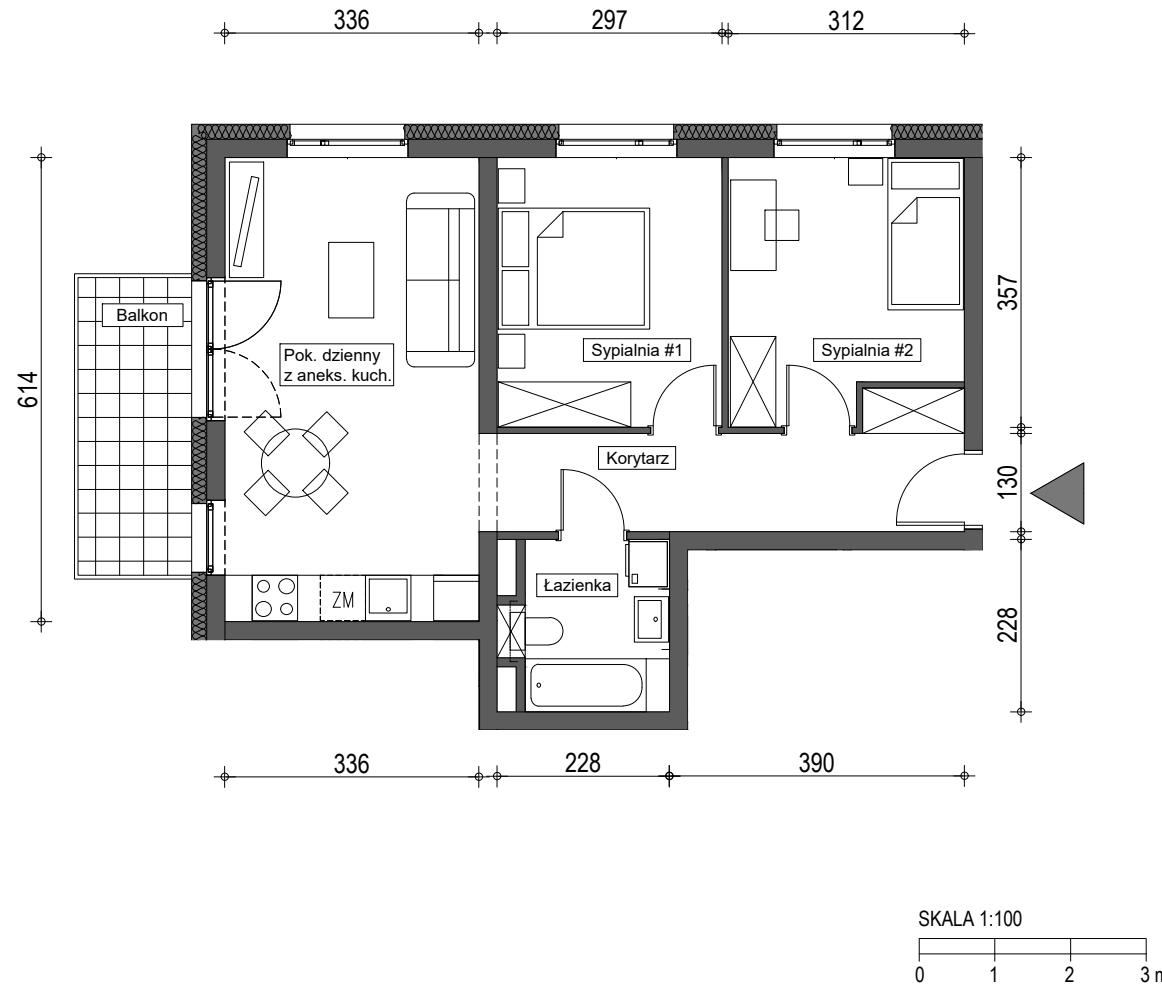 336
297
312
Balkon
Pok. dzienny
z aneks. kuch.
Sypialnia #1
Sypialnia #2
614
357
Korytarz
130
Łazienka
ZM
228
336
228
390
SKALA 1:100
0 1 2 3 m